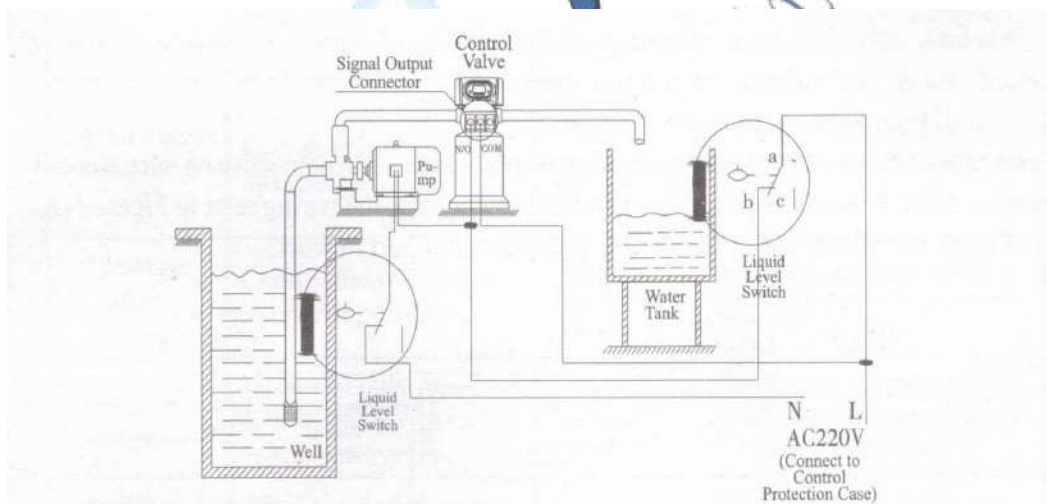 Control
Valve
Signal Output
Connector
N/O COM
Pu-
mp
a
b c
Liquid
Level
Switch
Water
Tank
Liquid
Level
Switch
Well
N L
AC220V
(Connect to
Control
Protection Case)